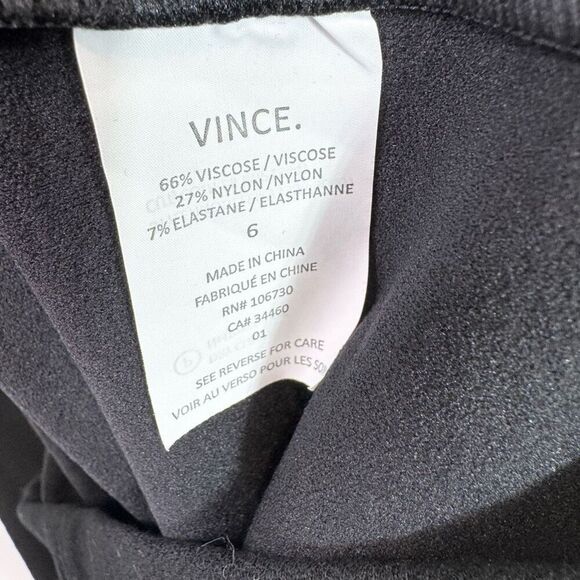 VINCE.
66% VISCOSE / VISCOSE
27% NYLON /NYLON
7% ELASTANE / ELASTHANNE
6
MADE IN CHINA
FABRIQUÉ EN CHINE
RN# 106730
CA# 34460
01
SEE REVERSE FOR CARE
VOIR AU VERSO POUR LES